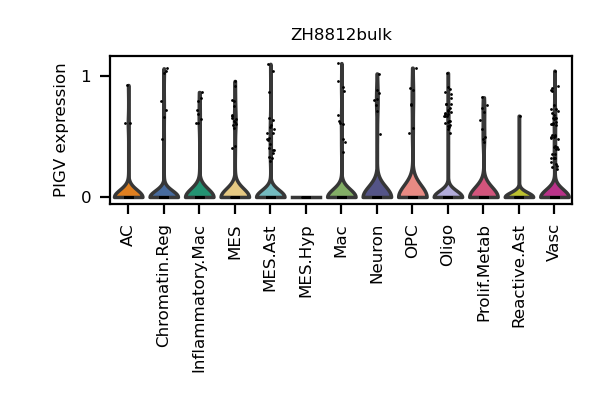 ZH8812bulk
PIGV expression
1
0
AC
Chromatin.Reg
Inflammatory.Mac
MES
MES.Ast
MES.Hyp
Mac
Neuron
OPC
Oligo
Prolif.Metab
Reactive.Ast
Vasc